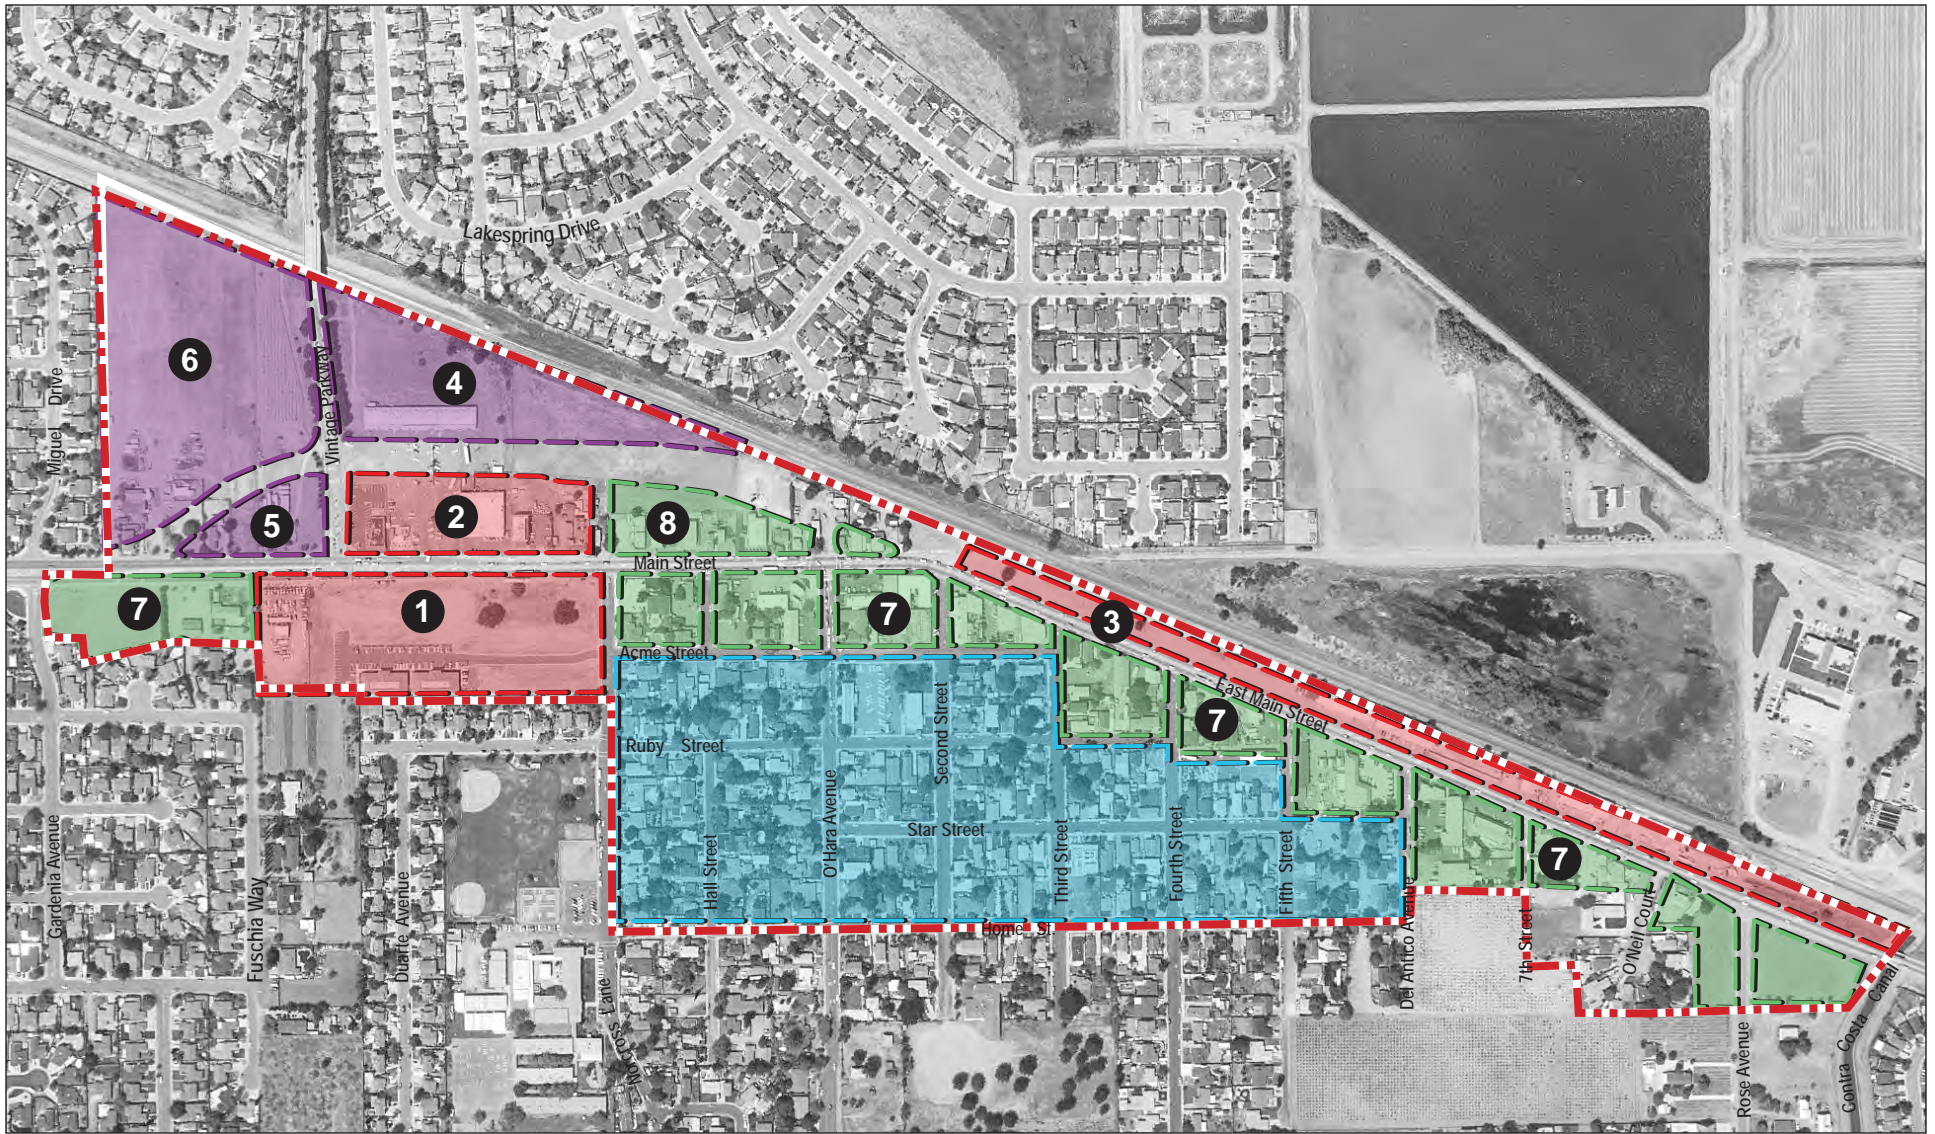 Lakespring Drive
6
4
Miguel Drive
Vintage Parkway
5
2
8
Main Street
7
1
7
3
Acme Street
East Main Street
7
Ruby Street
Second Street
O'Hara Avenue
Star Street
Hall Street
Third Street
Fourth Street
Fifth Street
7
Gardenia Avenue
Fuschia Way
Duarte Avenue
Home St
Del Antico Avenue
7th Street
O'Neil Court
Norcross Lane
Rose Avenue
Contra Costa Canal